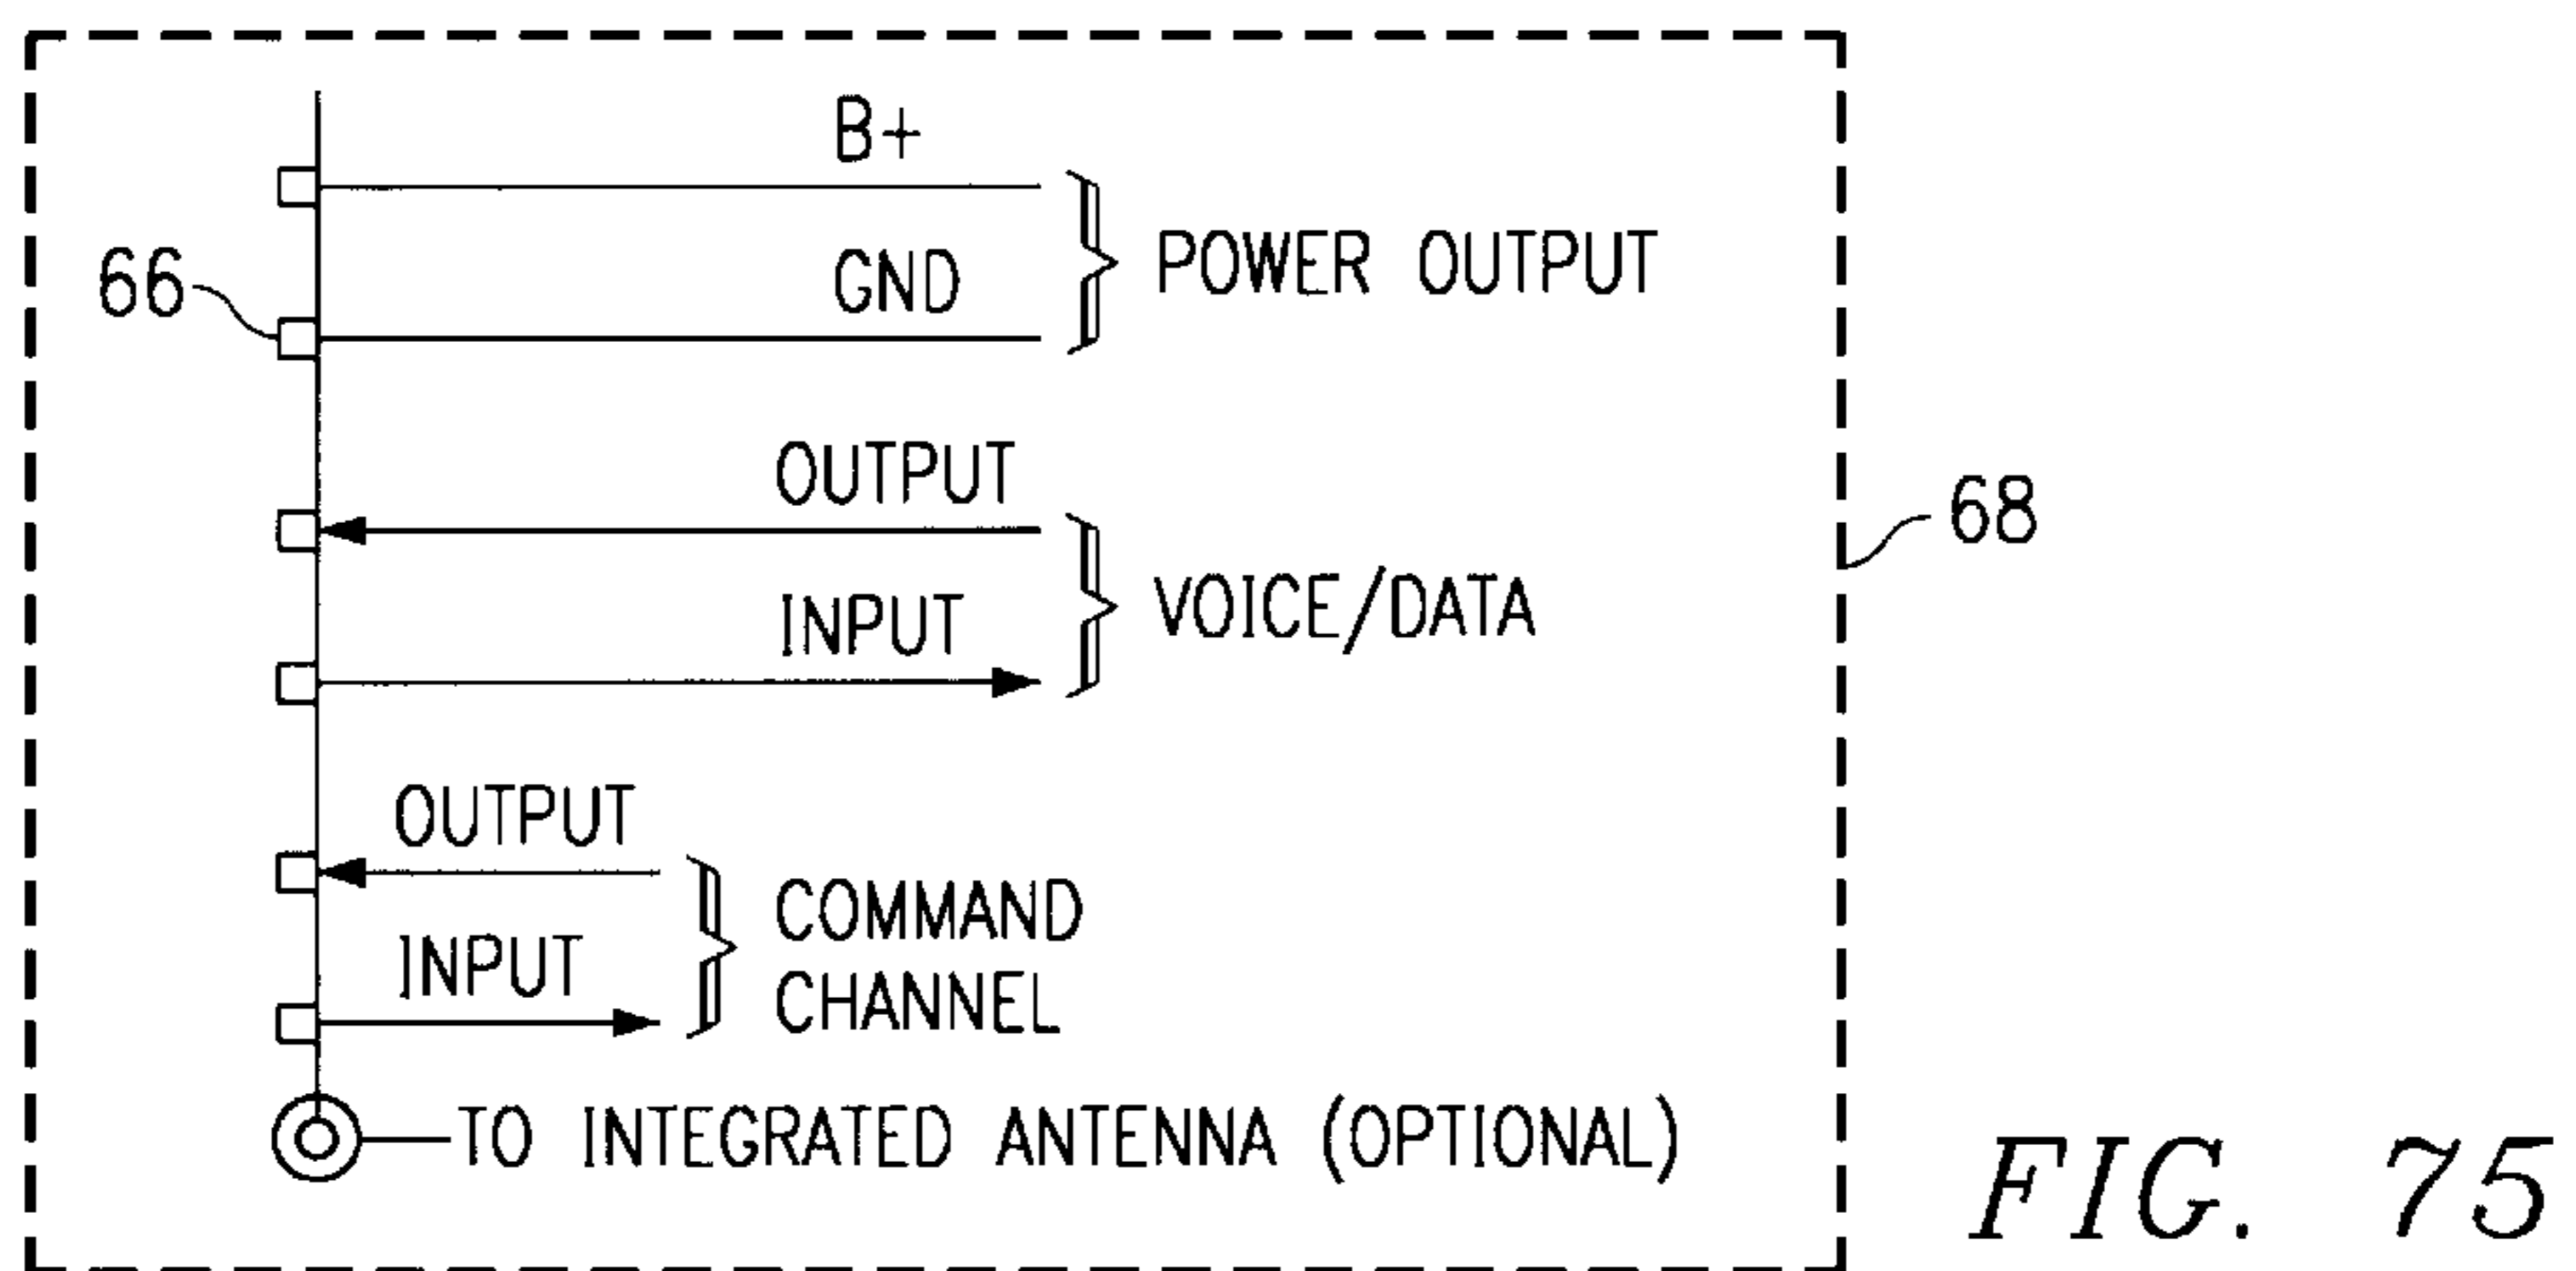 B+
GND
POWER OUTPUT
66
OUTPUT
INPUT
VOICE/DATA
68
OUTPUT
INPUT
COMMAND
CHANNEL
TO INTEGRATED ANTENNA (OPTIONAL)
FIG. 75